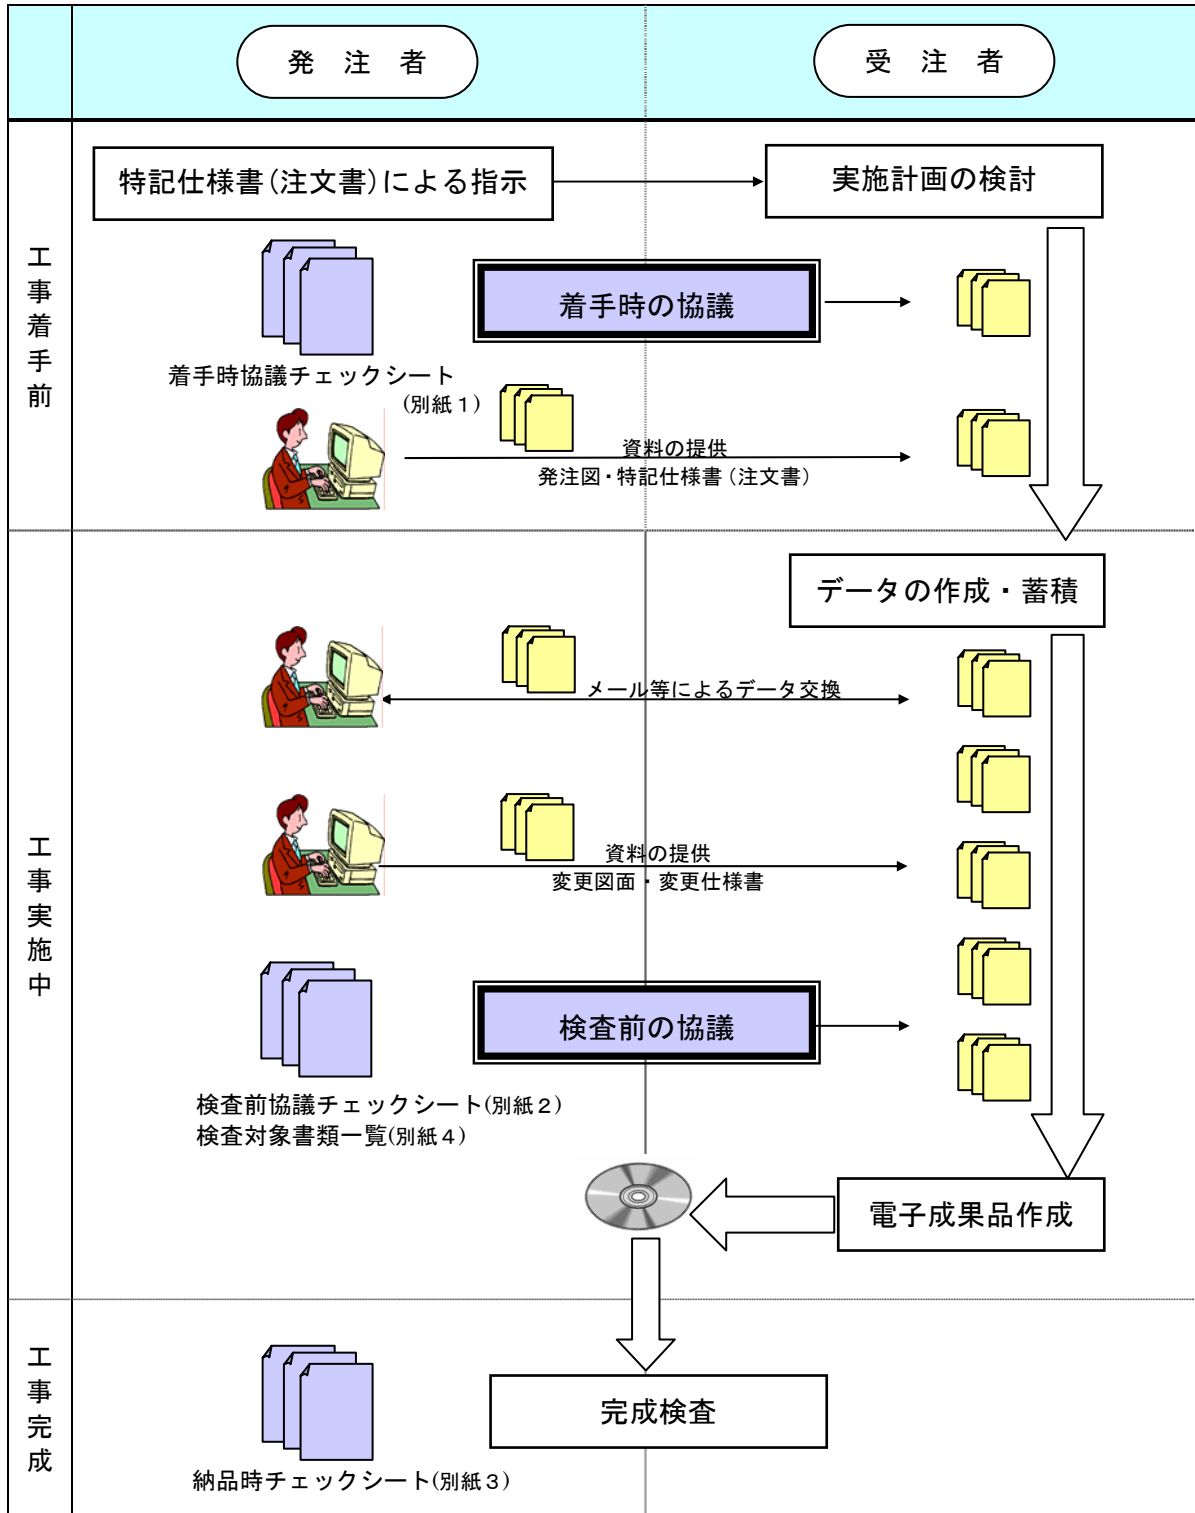 発 注 者
受 注 者
工事着手前
特記仕様書(注文書)による指示
実施計画の検討
着手時の協議
着手時協議チェックシート
(別紙1)
資料の提供
発注図・特記仕様書(注文書)
工事実施中
データの作成・蓄積
メール等によるデータ交換
資料の提供
変更図面・変更仕様書
検査前の協議
検査前協議チェックシート(別紙2)
検査対象書類一覧(別紙4)
電子成果品作成
工事完成
完成検査
納品時チェックシート(別紙3)